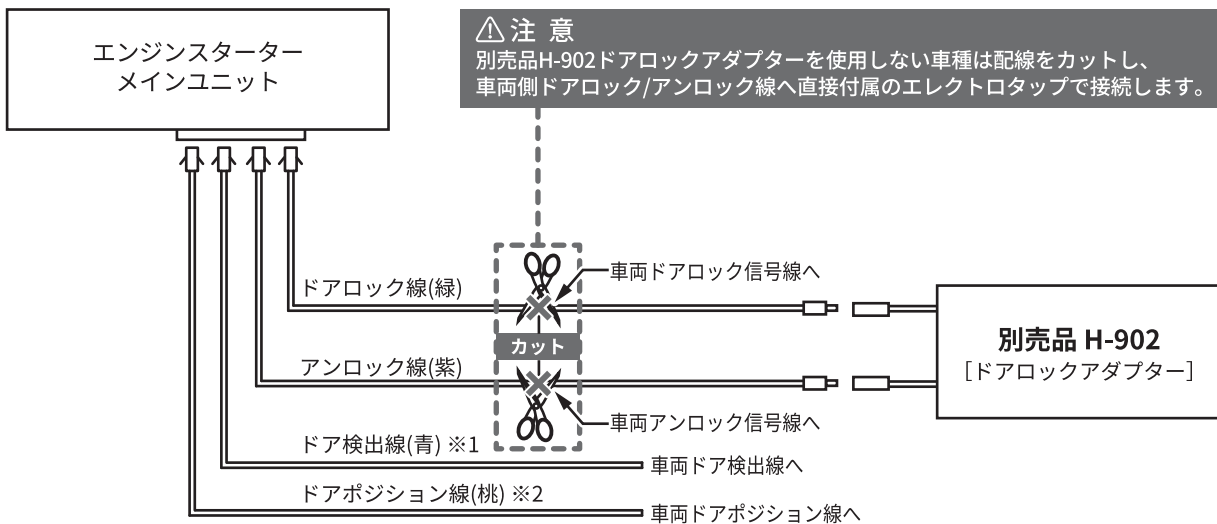 エンジンスターター
メインユニット
⚠注 意
別売品H-902ドアロックアダプターを使用しない車種は配線をカットし、
車両側ドアロック/アンロック線へ直接付属のエレクトロタップで接続します。
ドアロック線(緑)
車両ドアロック信号線へ
カット
アンロック線(紫)
車両アンロック信号線へ
別売品 H-902
[ドアロックアダプター]
ドア検出線(青) ※1
車両ドア検出線へ
ドアポジション線(桃) ※2
車両ドアポジション線へ